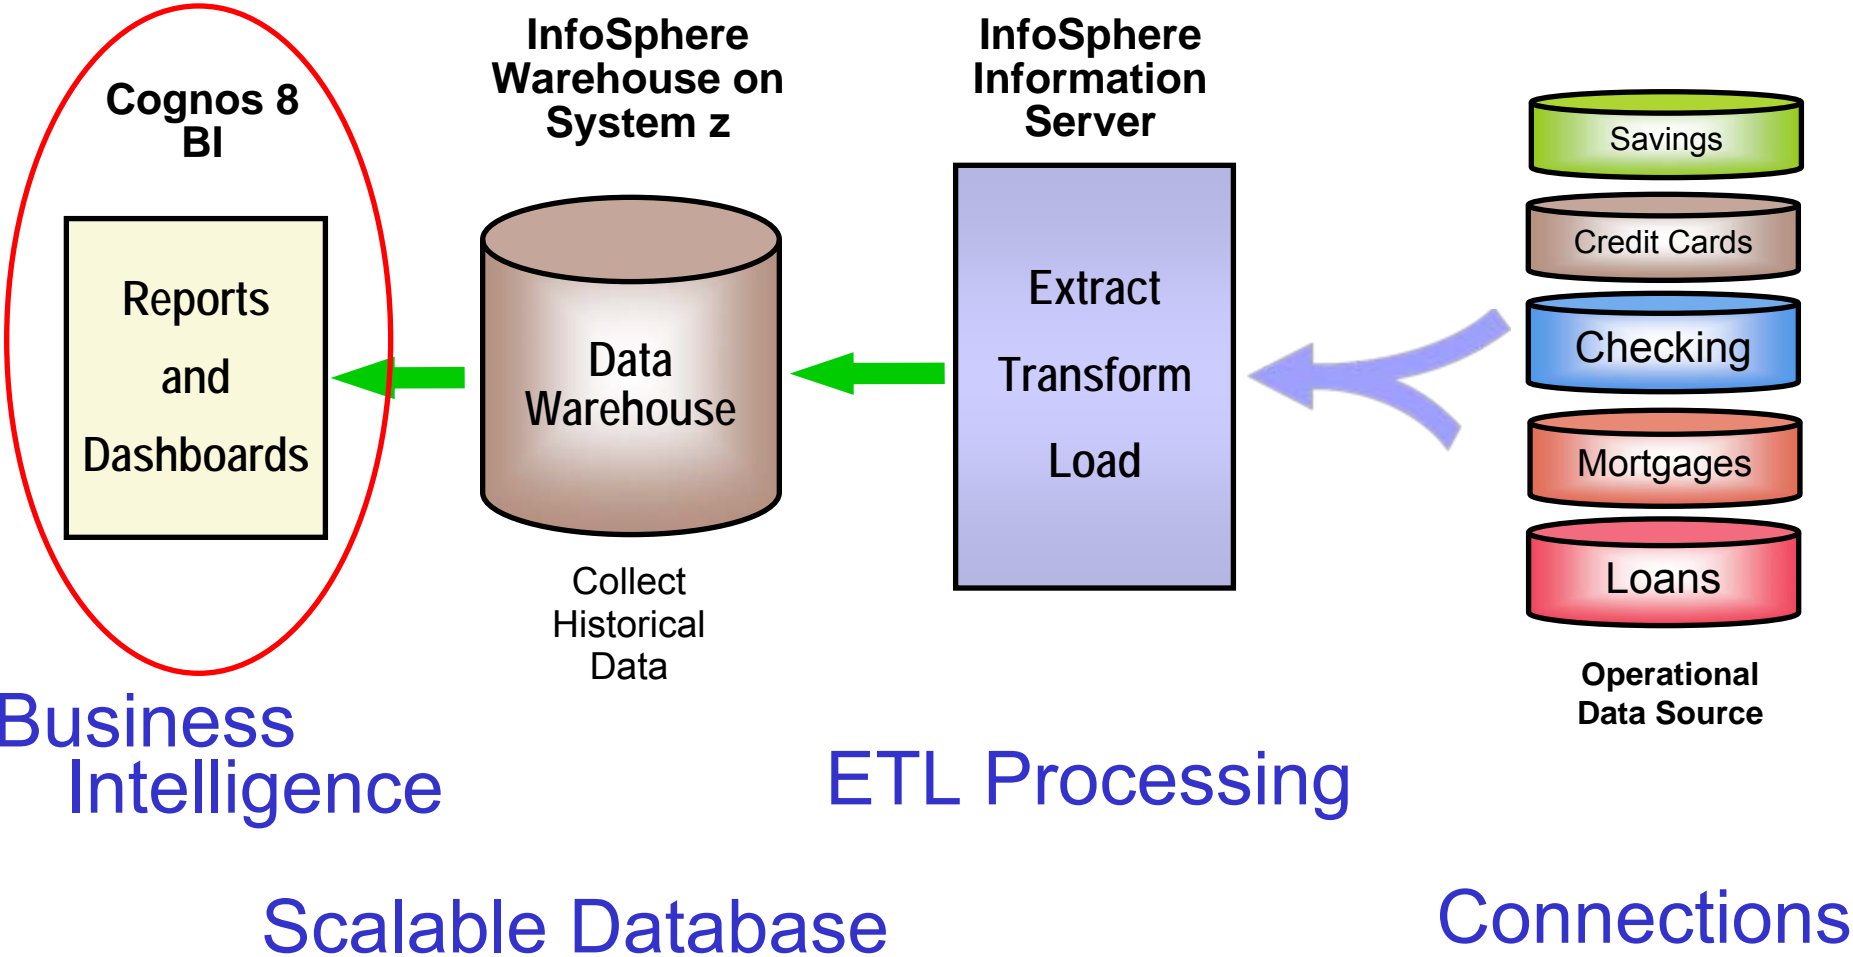 Cognos 8
BI
Reports
and
Dashboards
InfoSphere
Warehouse on
System z
Data
Warehouse
Collect
Historical
Data
InfoSphere
Information
Server
Extract
Transform
Load
Savings
Credit Cards
Checking
Mortgages
Loans
Operational
Data Source
Business
Intelligence
ETL Processing
Scalable Database
Connections